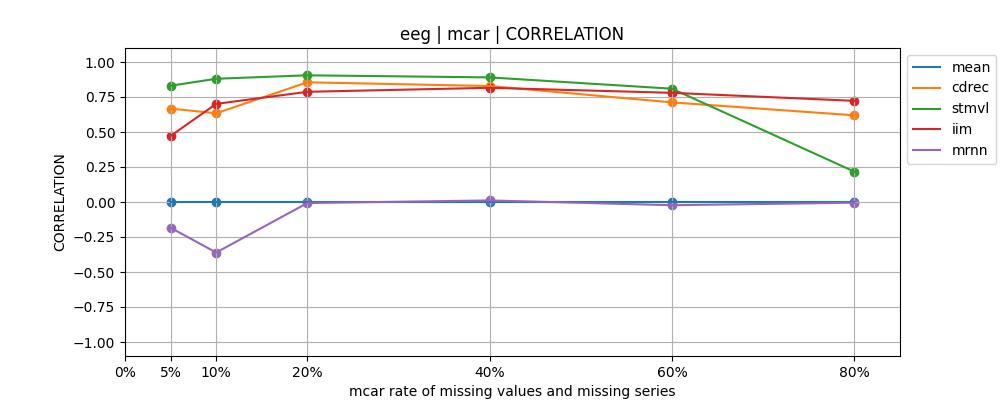 eeg | mcar | CORRELATION
CORRELATION
1.00
0.75
0.50
0.25
0.00
−0.25
−0.50
−0.75
−1.00
0% 5% 10% 20% 40% 60% 80%
mcar rate of missing values and missing series
mean
cdrec
stmvl
iim
mrnn